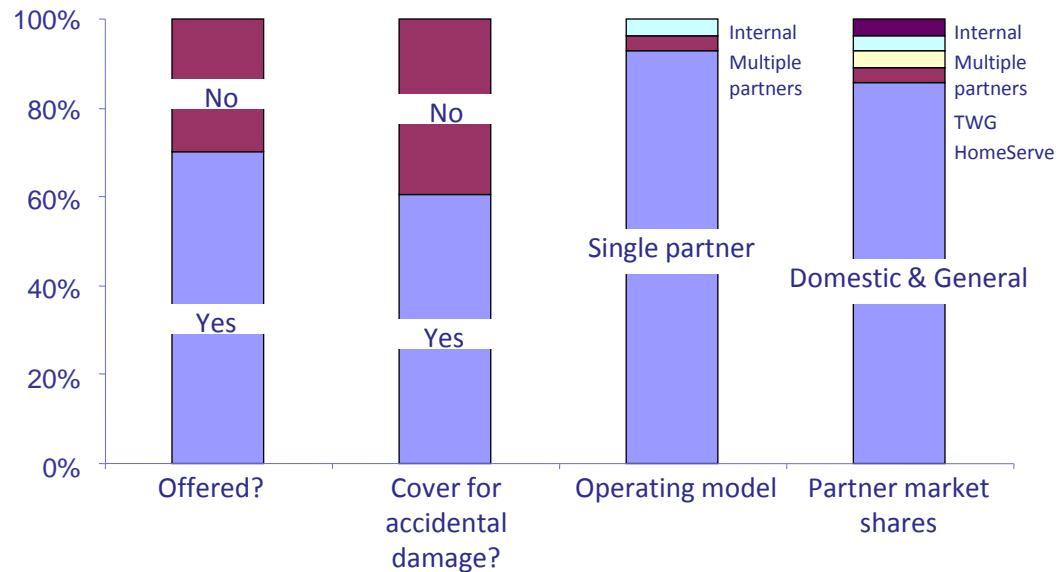 100%
80%
60%
40%
20%
0%
No
Yes
No
Yes
Single partner
Internal
Multiple
partners
Domestic & General
Internal
Multiple
partners
TWG
HomeServe
Offered?
Cover for
accidental
damage?
Operating model
Partner market
shares